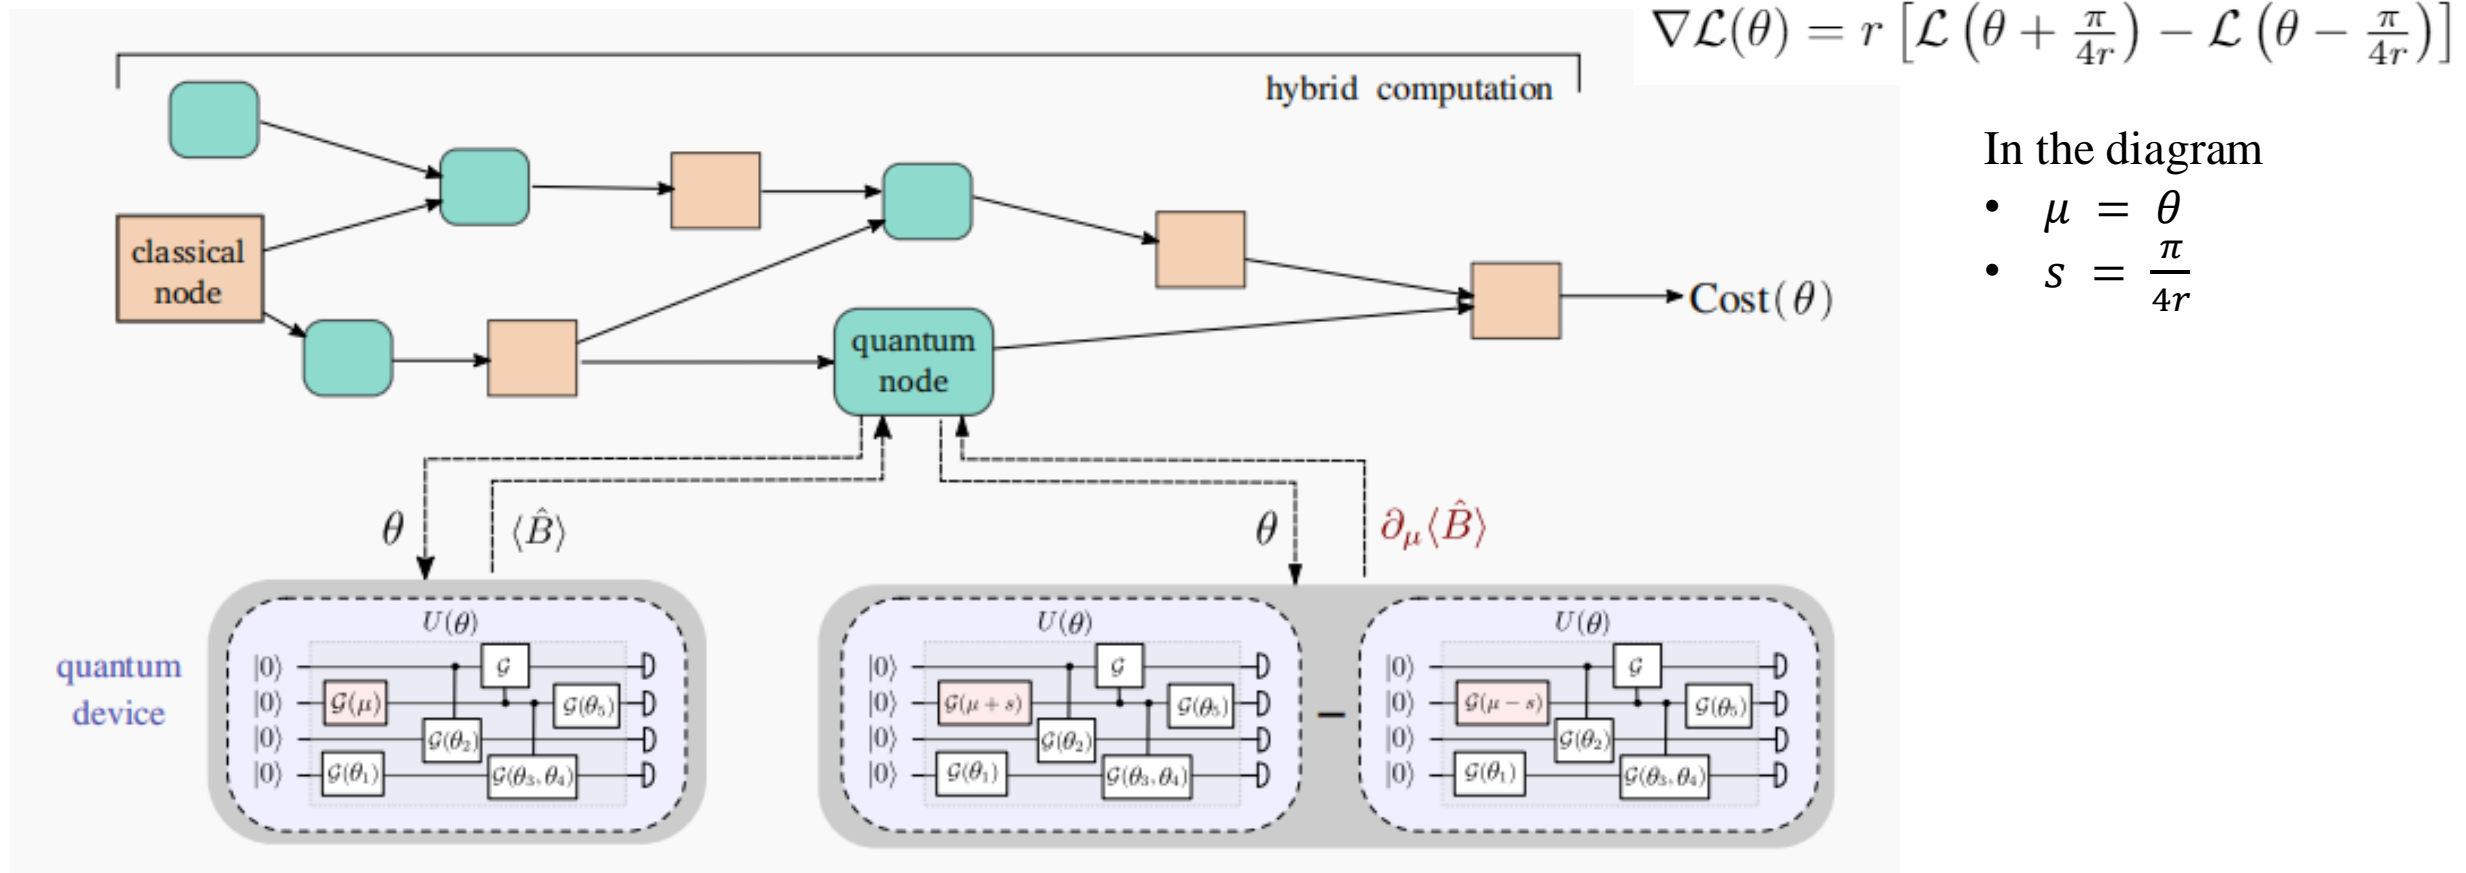 ∇ℒ(θ) = r [ℒ (θ + π/4r) − ℒ (θ − π/4r)]
hybrid computation
In the diagram
• μ = θ
• s = π/4r
classical
node
Cost(θ)
quantum
node
θ
⟨B̂⟩
θ
∂μ⟨B̂⟩
quantum
device
U(θ)
|0⟩ 𝒢
|0⟩ 𝒢(μ) 𝒢(θ₅)
|0⟩ 𝒢(θ₂)
|0⟩ 𝒢(θ₁) 𝒢(θ₃, θ₄)
U(θ)
|0⟩ 𝒢
|0⟩ 𝒢(μ + s) 𝒢(θ₅)
|0⟩ 𝒢(θ₂)
|0⟩ 𝒢(θ₁) 𝒢(θ₃, θ₄)
−
U(θ)
|0⟩ 𝒢
|0⟩ 𝒢(μ − s) 𝒢(θ₅)
|0⟩ 𝒢(θ₂)
|0⟩ 𝒢(θ₁) 𝒢(θ₃, θ₄)